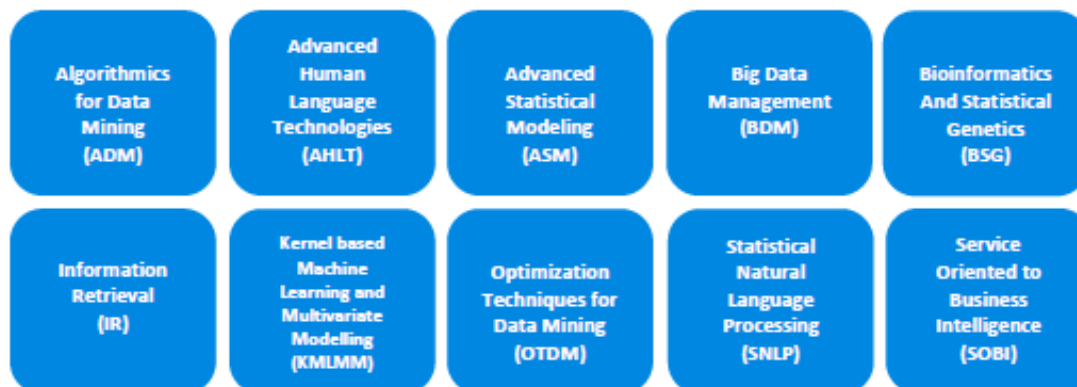 Algorithmics
for Data
Mining
(ADM)
Advanced
Human
Language
Technologies
(AHLT)
Advanced
Statistical
Modeling
(ASM)
Big Data
Management
(BDM)
Bioinformatics
And Statistical
Genetics
(BSG)
Information
Retrieval
(IR)
Kernel based
Machine
Learning and
Multivariate
Modelling
(KMLMM)
Optimization
Techniques for
Data Mining
(OTDM)
Statistical
Natural
Language
Processing
(SNLP)
Service
Oriented to
Business
Intelligence
(SOBI)